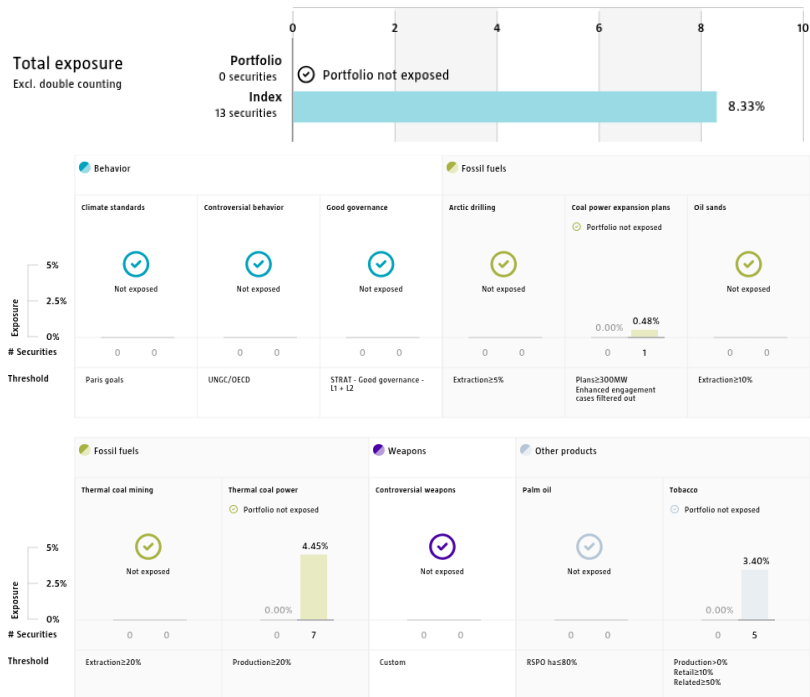 0 2 4 6 8 10
Total exposure
Excl. double counting
Portfolio
0 securities
Portfolio not exposed
Index
13 securities
8.33%
Behavior
Fossil fuels
Climate standards
Controversial behavior
Good governance
Arctic drilling
Coal power expansion plans
Oil sands
Portfolio not exposed
Not exposed
Not exposed
Not exposed
Not exposed
Not exposed
Exposure
5%
2.5%
0%
0.00% 0.48%
# Securities
0 0
0 0
0 0
0 0
0 1
0 0
Threshold
Paris goals
UNGC/OECD
STRAT - Good governance -
L1 + L2
Extraction≥5%
Plans≥300MW
Enhanced engagement
cases filtered out
Extraction≥10%
Fossil fuels
Weapons
Other products
Thermal coal mining
Thermal coal power
Controversial weapons
Palm oil
Tobacco
Portfolio not exposed
Portfolio not exposed
Not exposed
Not exposed
Not exposed
Exposure
5%
2.5%
0%
0.00% 4.45%
0.00% 3.40%
# Securities
0 0
0 7
0 0
0 0
0 5
Threshold
Extraction≥20%
Production≥20%
Custom
RSPO ha≤80%
Production>0%
Retail≥10%
Related≥50%